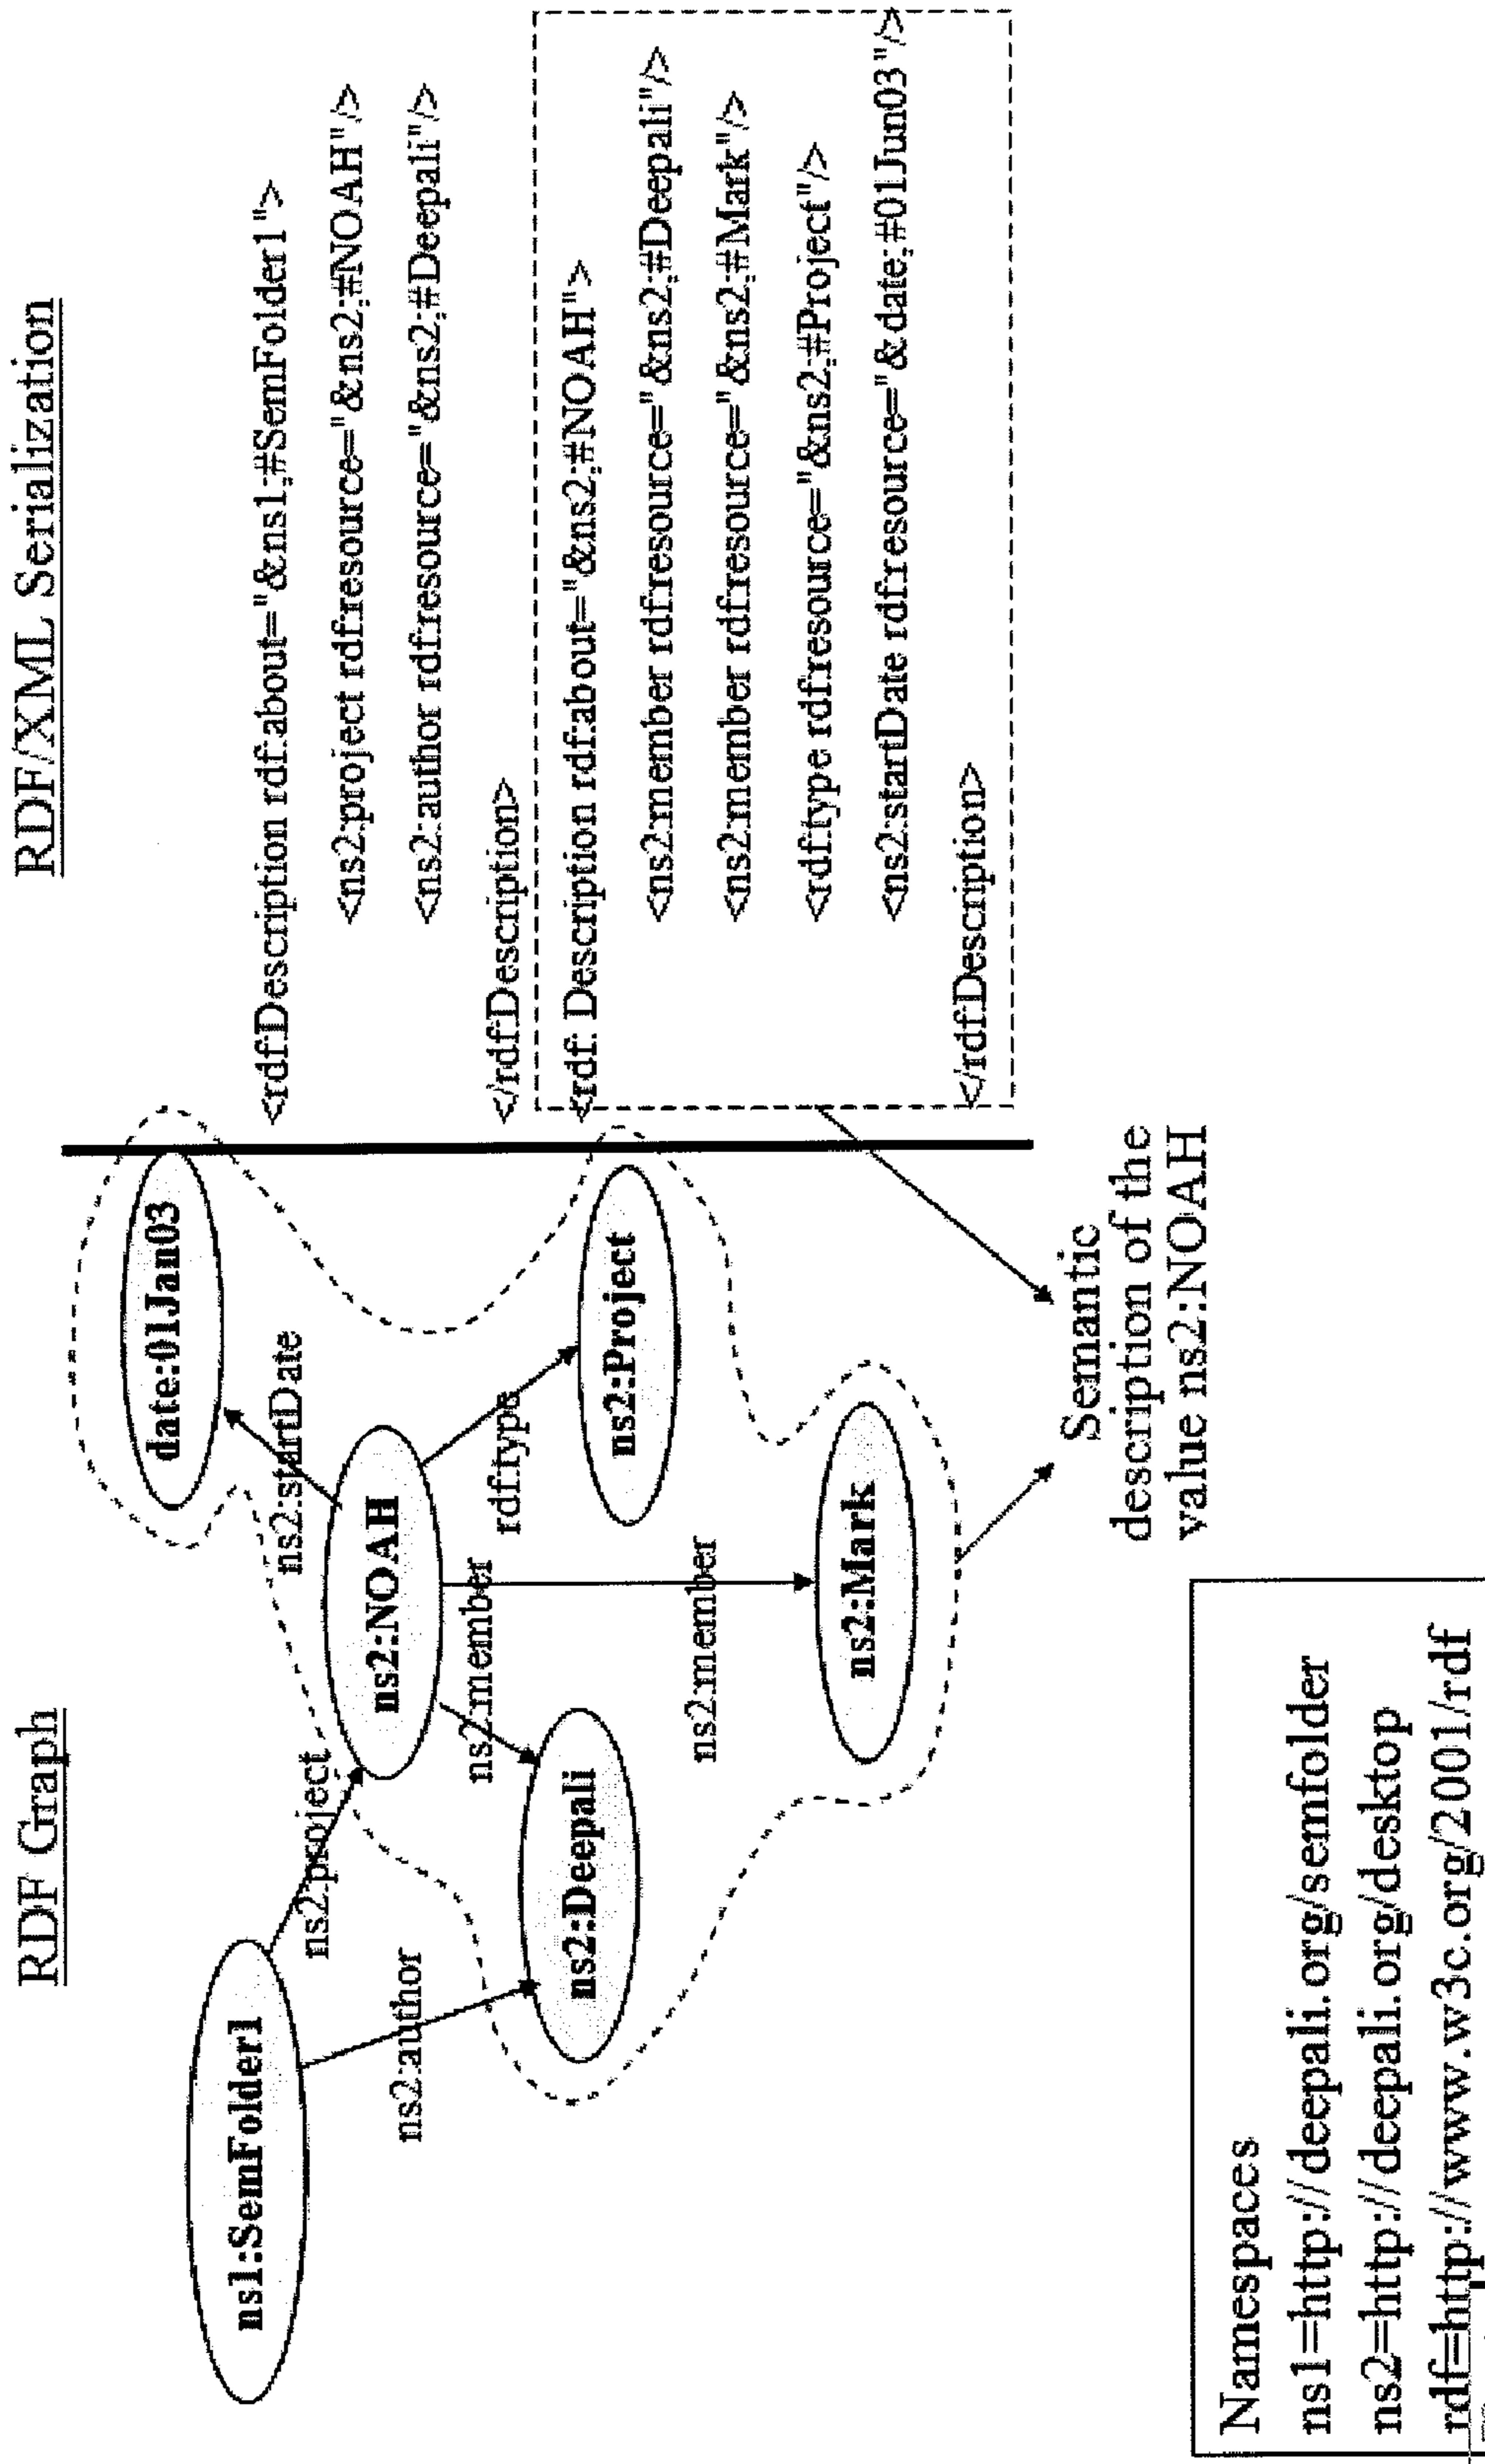 RDF Graph
ns1:SemFolder1
ns2:project
ns2:author
ns2:NOAH
ns2:startDate
date:01Jan03
rdf:type
ns2:Project
ns2:member
ns2:Deepali
ns2:member
ns2:Mark
RDF/XML Serialization
<rdf:Description rdf:about="&ns1;#SemFolder1">
<ns2:project rdf:resource="&ns2;#NOAH"/>
<ns2:author rdf:resource="&ns2;#Deepali"/>
</rdf:Description>
<rdf: Description rdf:about="&ns2;#NOAH">
<ns2:member rdf:resource="&ns2;#Deepali"/>
<ns2:member rdf:resource="&ns2;#Mark"/>
<rdf:type rdf:resource="&ns2;#Project"/>
<ns2:startDate rdf:resource="&date;#01Jun03"/>
</rdf:Description>
Semantic
description of the
value ns2:NOAH
Namespaces
ns1=http://deepali.org/semfolder
ns2=http://deepali.org/desktop
rdf=http://www.w3c.org/2001/rdf